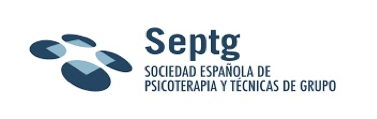 Septg
SOCIEDAD ESPAÑOLA DE
PSICOTERAPIA Y TÉCNICAS DE GRUPO